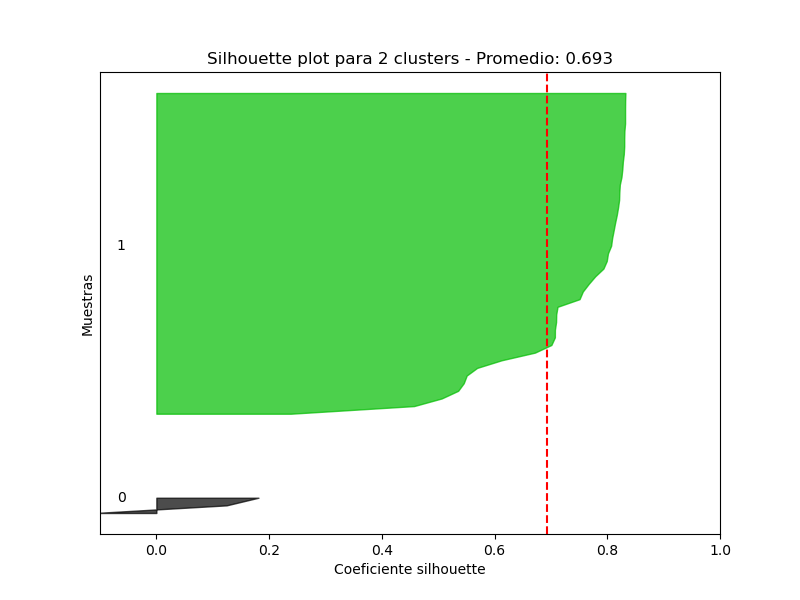 Silhouette plot para 2 clusters - Promedio: 0.693
Muestras
1
0
0.0 0.2 0.4 0.6 0.8 1.0
Coeficiente silhouette